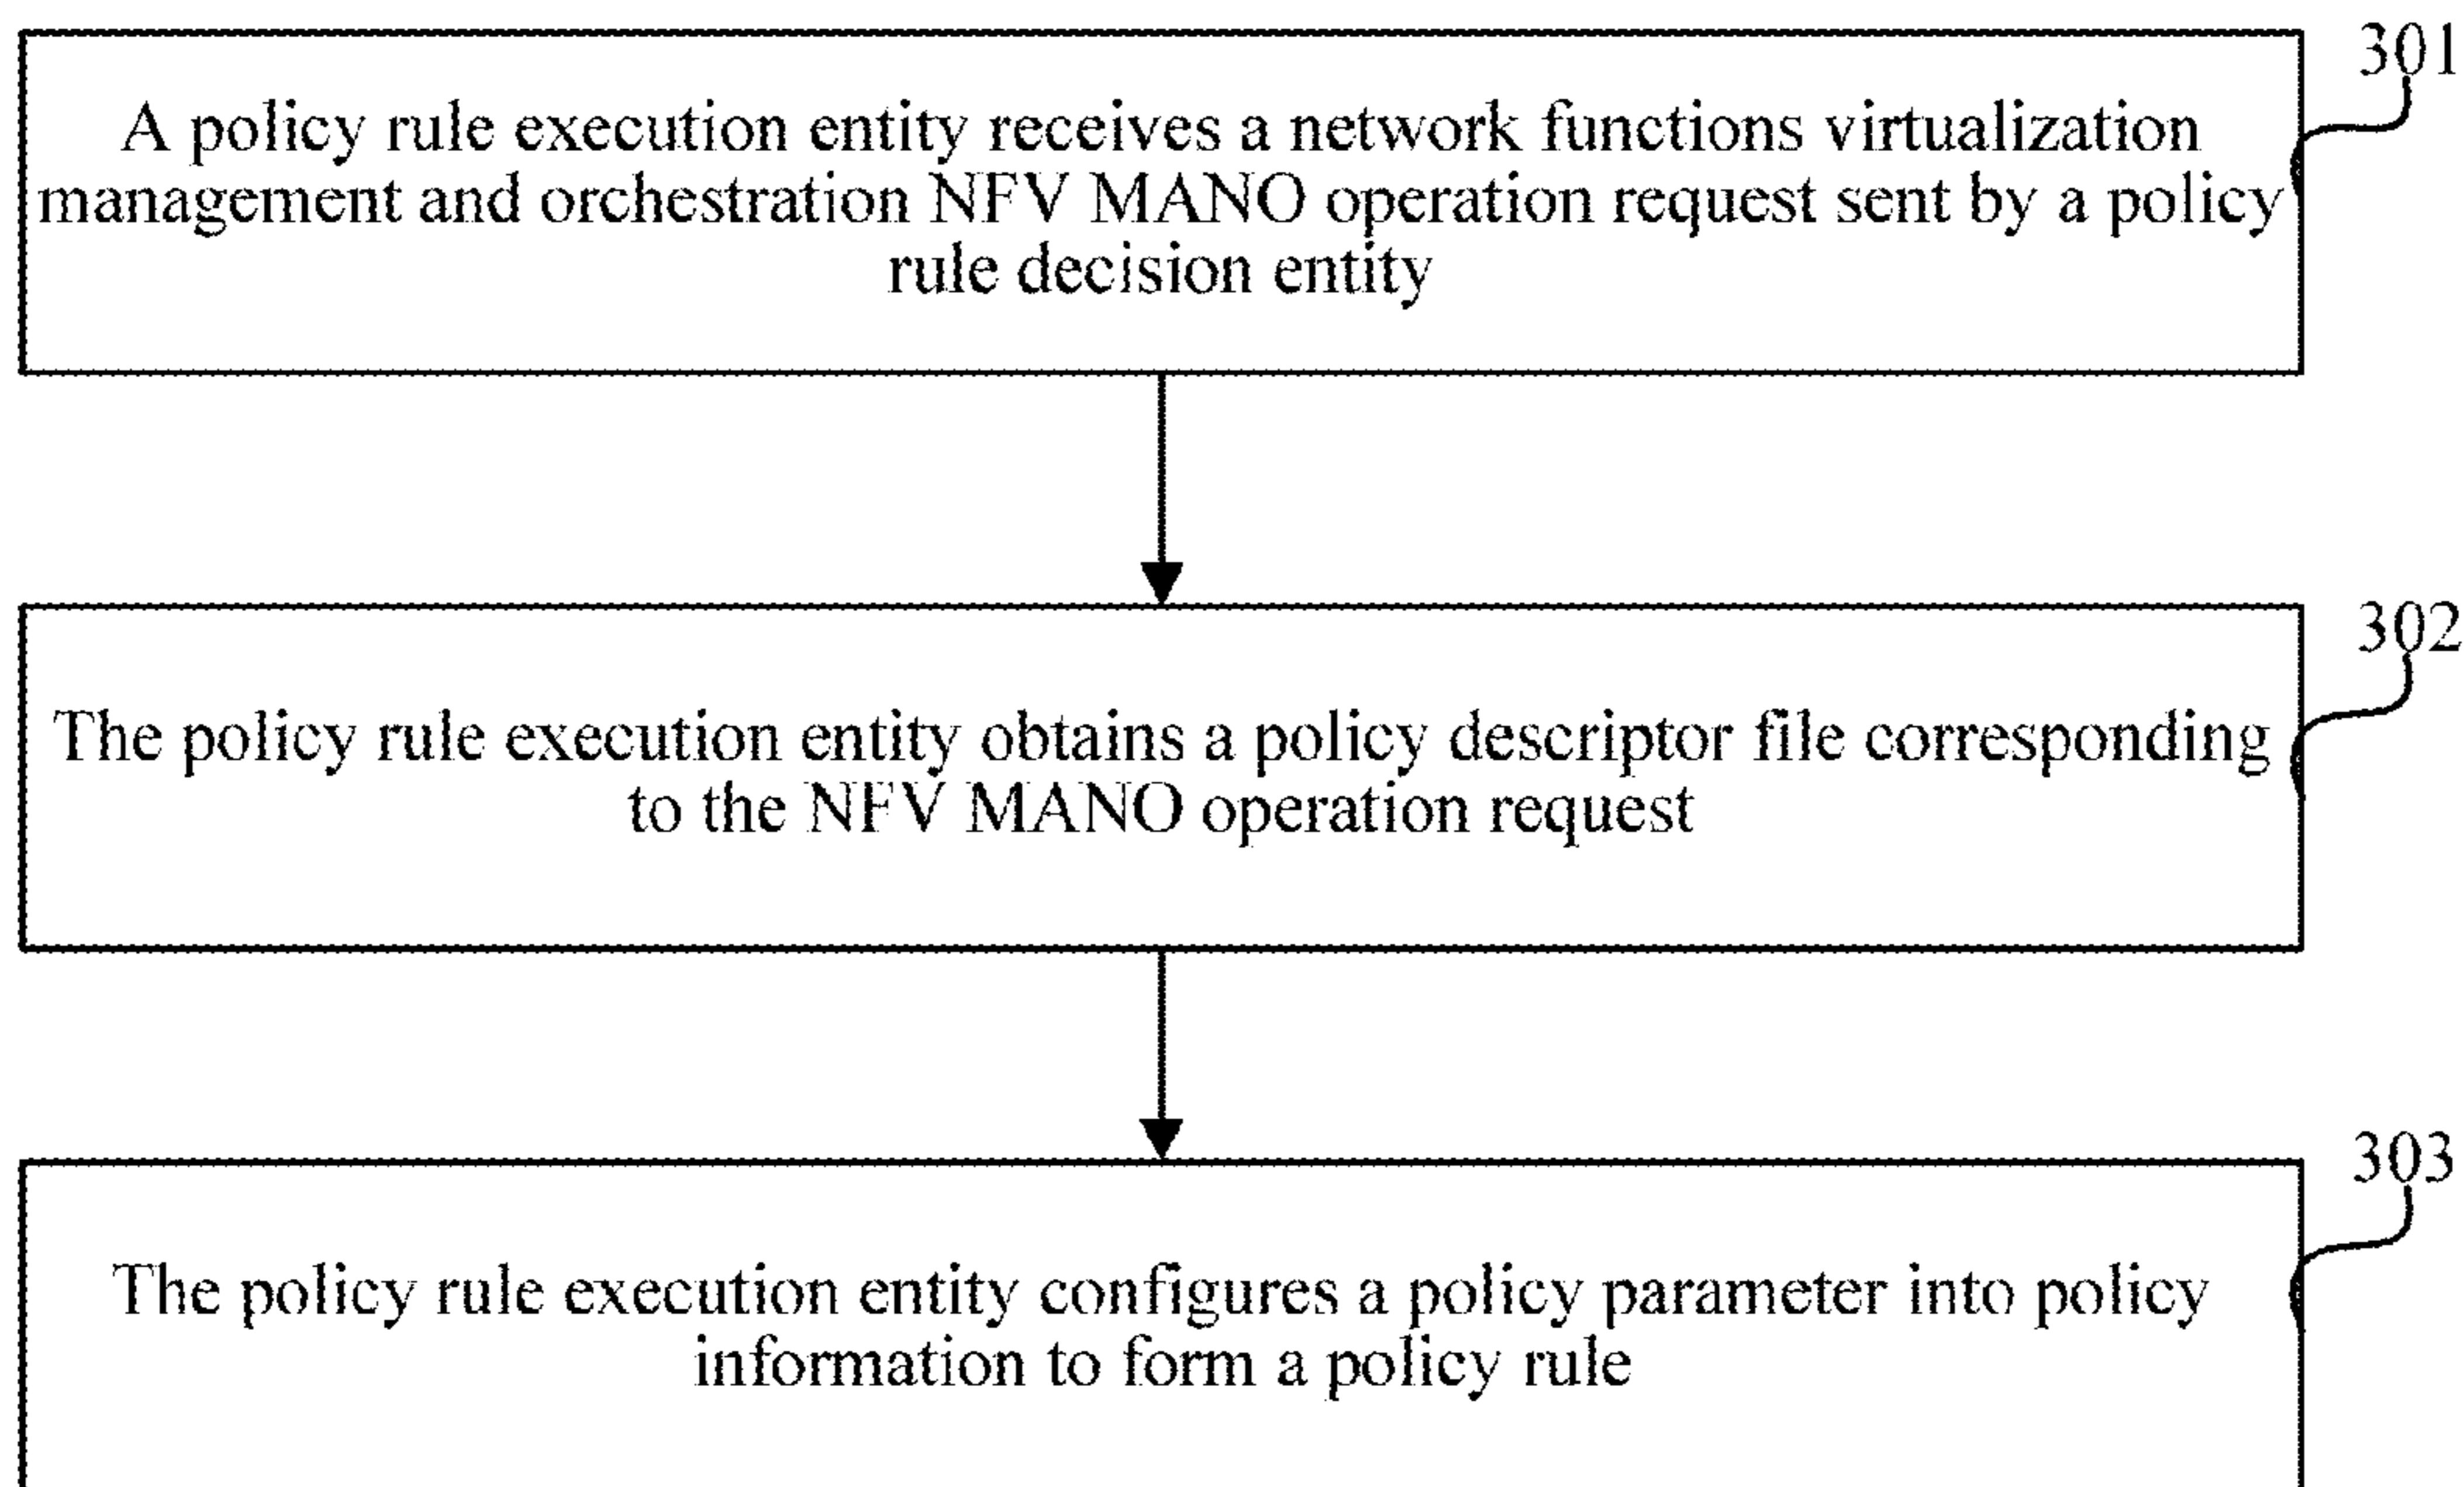 301
A policy rule execution entity receives a network functions virtualization
management and orchestration NFV MANO operation request sent by a policy
rule decision entity
302
The policy rule execution entity obtains a policy descriptor file corresponding
to the NFV MANO operation request
303
The policy rule execution entity configures a policy parameter into policy
information to form a policy rule